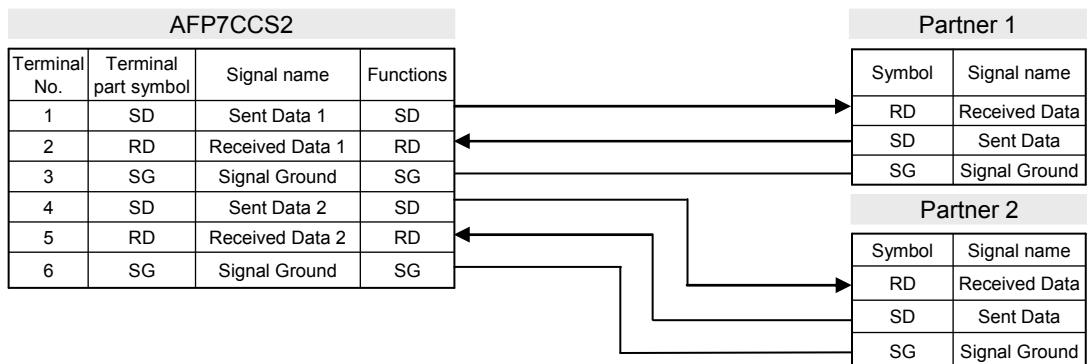 AFP7CCS2
Terminal No. Terminal part symbol Signal name Functions
1 SD Sent Data 1 SD
2 RD Received Data 1 RD
3 SG Signal Ground SG
4 SD Sent Data 2 SD
5 RD Received Data 2 RD
6 SG Signal Ground SG
Partner 1
Symbol Signal name
RD Received Data
SD Sent Data
SG Signal Ground
Partner 2
Symbol Signal name
RD Received Data
SD Sent Data
SG Signal Ground